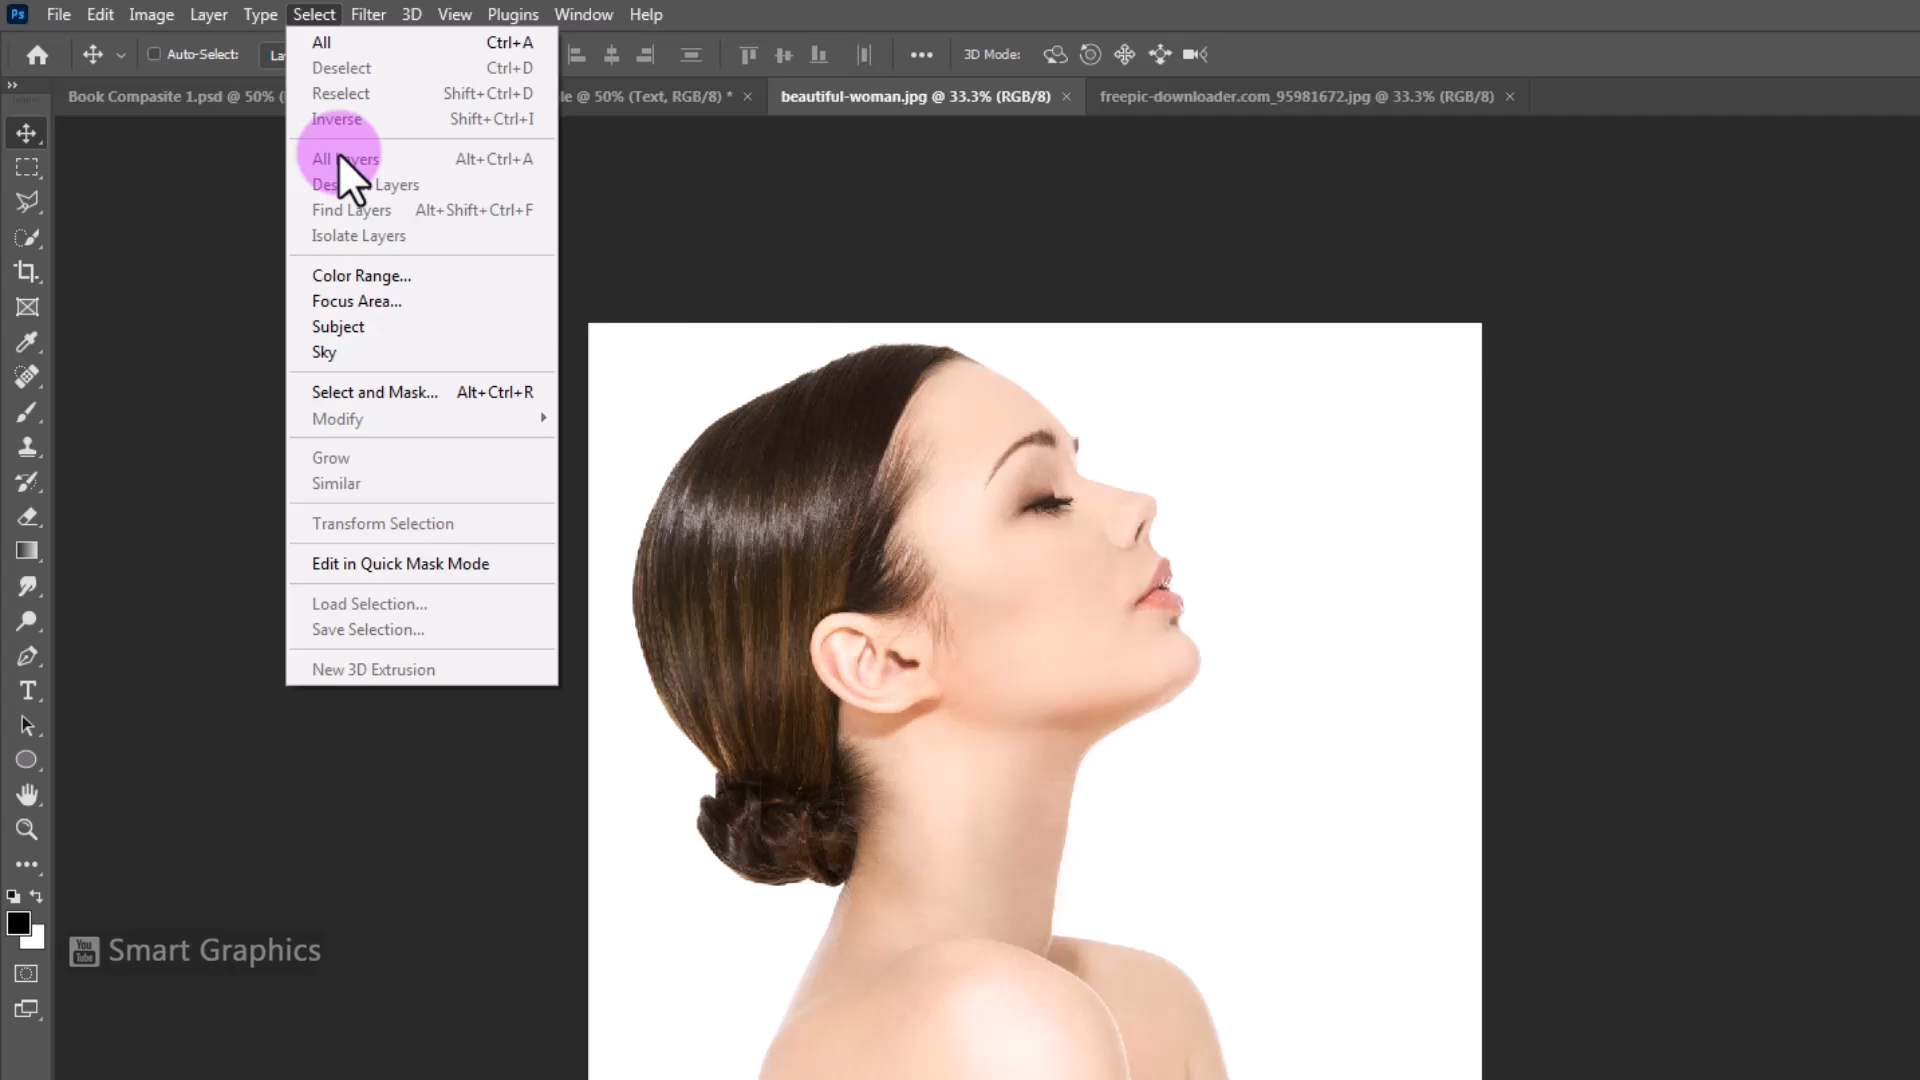 Ps File Edit Image Layer Type Select Filter 3D View Plugins Window Help
Auto-Select: 3D Mode:
Book Compasite 1.psd @ 50% le @ 50% (Text, RGB/8) * × beautiful-woman.jpg @ 33.3% (RGB/8) × freepic-downloader.com_95981672.jpg @ 33.3% (RGB/8) ×
All Ctrl+A
Deselect Ctrl+D
Reselect Shift+Ctrl+D
Inverse Shift+Ctrl+I
All Layers Alt+Ctrl+A
Layers
Find Layers Alt+Shift+Ctrl+F
Isolate Layers
Color Range...
Focus Area...
Subject
Sky
Select and Mask... Alt+Ctrl+R
Modify
Grow
Similar
Transform Selection
Edit in Quick Mask Mode
Load Selection...
Save Selection...
New 3D Extrusion
You Tube Smart Graphics